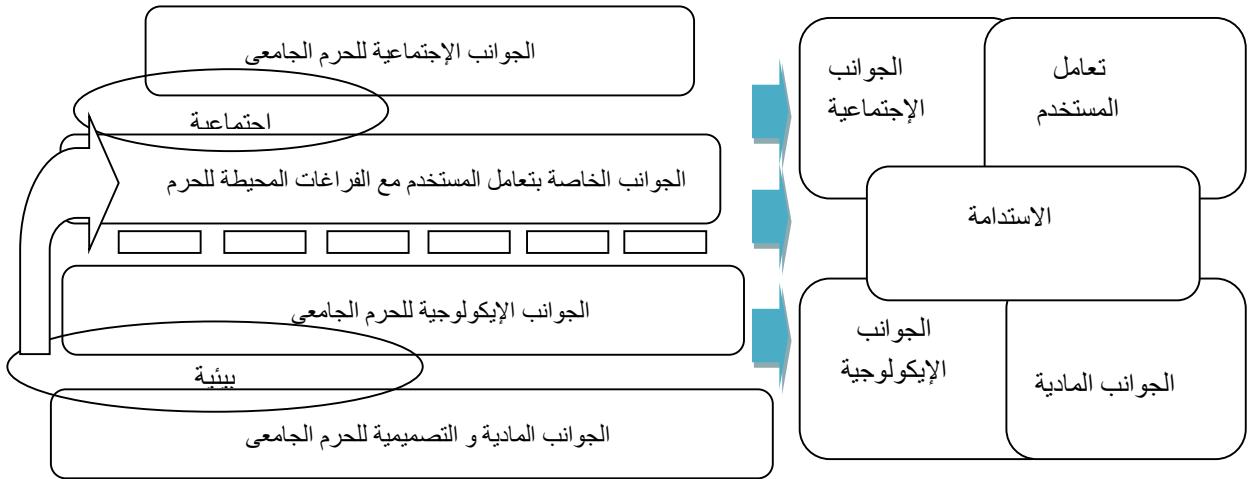 الجوانب الإجتماعية للحرم الجامعى
اجتماعية
الجوانب الخاصة بتعامل المستخدم مع الفراغات المحيطة للحرم
الجوانب الإيكولوجية للحرم الجامعى
بيئية
الجوانب المادية و التصميمية للحرم الجامعى
تعامل
المستخدم
الجوانب
الإجتماعية
الاستدامة
الجوانب
الإيكولوجية
الجوانب المادية